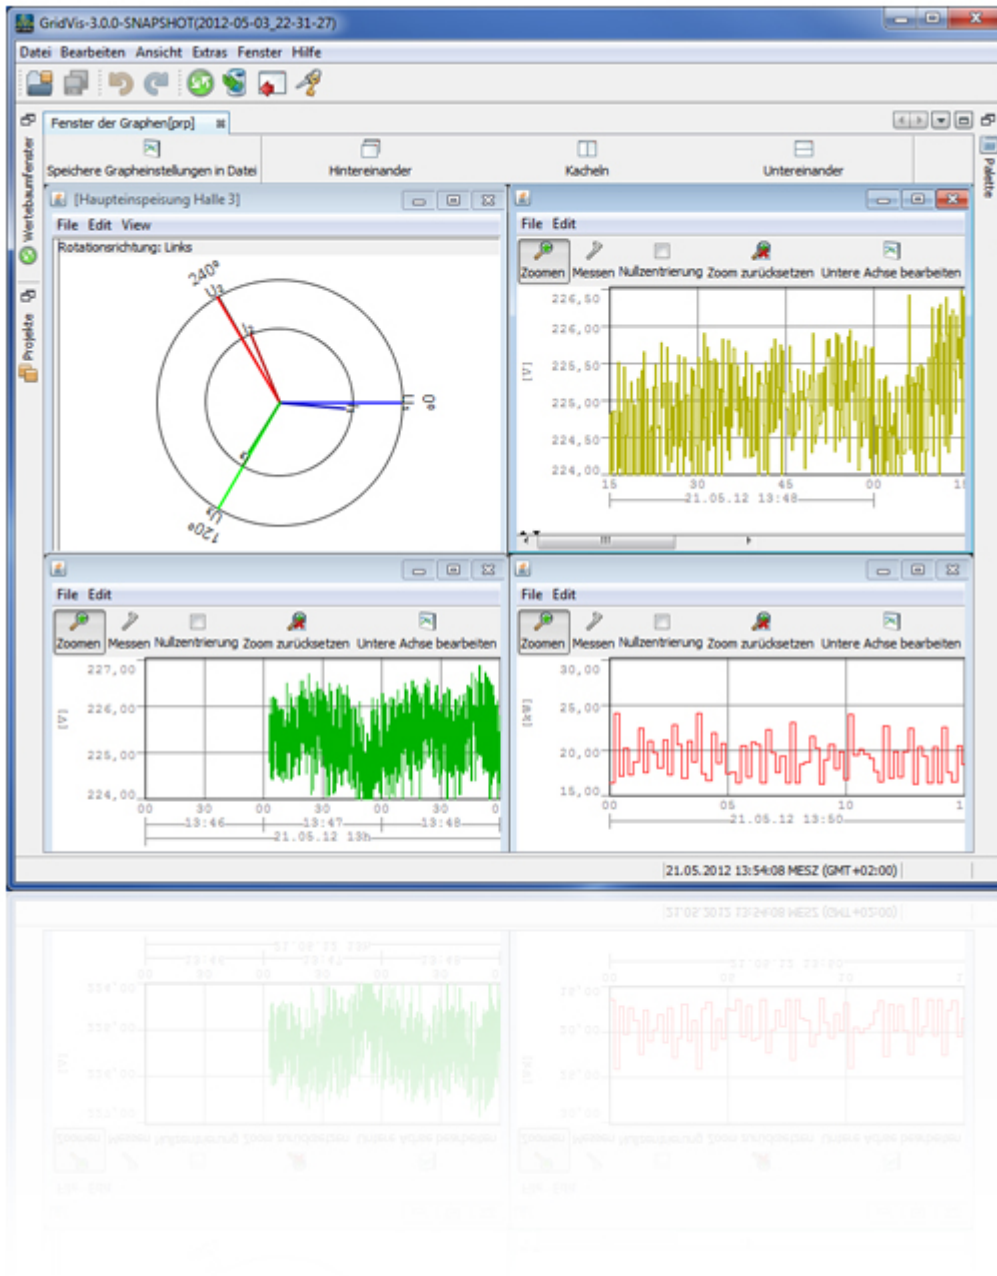 GridVis-3.0.0-SNAPSHOT(2012-05-03_22-31-27)
Datei Bearbeiten Ansicht Extras Fenster Hilfe
Fenster der Graphen[prp]
Speichere Grapheinstellungen in Datei Hintereinander Kacheln Untereinander
Wertebaumfenster
Projekte
Palette
[Haupteinspeisung Halle 3]
File Edit View
Rotationsrichtung: Links
240°
0°
120°
File Edit
Zoomen Messen Nullzentrierung Zoom zurücksetzen Untere Achse bearbeiten
226,50
226,00
225,50
[V]
225,00
224,50
224,00
15 30 45 00
21.05.12 13:48
File Edit
Zoomen Messen Nullzentrierung Zoom zurücksetzen Untere Achse bearbeiten
227,00
226,00
[V]
225,00
224,00
00 30 00 30 00 30
13:46 13:47 13:48
21.05.12 13h
File Edit
Zoomen Messen Nullzentrierung Zoom zurücksetzen Untere Achse bearbeiten
30,00
25,00
[kW]
20,00
15,00
00 05 10
21.05.12 13:50
21.05.2012 13:54:08 MESZ (GMT+02:00)